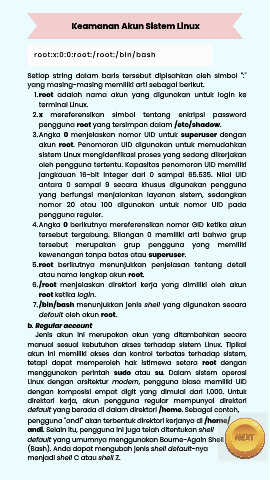 Keamanan Akun Sistem Linux
root:x:0:0:root:/root:/bin/bash
Setiap string dalam baris tersebut dipisahkan oleh simbol ":"
yang masing-masing memiliki arti sebagai berikut.
1.root adalah nama akun yang digunakan untuk login ke
terminal Linux.
2.x mereferensikan simbol tentang enkripsi password
pengguna root yang tersimpan dalam /etc/shadow.
3.Angka 0 menjelaskan nomor UID untuk superuser dengan
akun root. Penomoran UID digunakan untuk memudahkan
sistem Linux mengidenfikasi proses yang sedang dikerjakan
oleh pengguna tertentu. Kapasitas penomoran UID memiliki
jangkauan 16-bit integer dari 0 sampai 65.535. Nilai UID
antara 0 sampai 9 secara khusus digunakan pengguna
yang berfungsi menjalankan layanan sistem, sedangkan
nomor 20 atau 100 digunakan untuk nomor UID pada
pengguna reguler.
4.Angka 0 berikutnya mereferensikan nomor GID ketika akun
tersebut tergabung. Bilangan 0 memiliki arti bahwa grup
tersebut merupakan grup pengguna yang memiliki
kewenangan tanpa batas atau superuser.
5.root berikutnya menunjukkan penjelasan tentang detail
atau nama lengkap akun root.
6./root menjelaskan direktori kerja yang dimiliki oleh akun
root ketika login.
7./bin/bash menunjukkan jenis shell yang digunakan secara
default oleh akun root.
b. Regular account
Jenis akun ini merupakan akun yang ditambahkan secara
manual sesuai kebutuhan akses terhadap sistem Linux. Tipikal
akun ini memiliki akses dan kontrol terbatas terhadap sistem,
tetapi dapat memperoleh hak istimewa setara root dengan
menggunakan perintah sudo atau su. Dalam sistem operasi
Linux dengan arsitektur modern, pengguna biasa memiliki UID
dengan komposisi empat digit yang dimulai dari 1.000. Untuk
direktori kerja, akun pengguna regular mempunyai direktori
default yang berada di dalam direktori /home. Sebagai contoh,
pengguna "andi" akan terbentuk direktori kerjanya di /home/
andi. Selain itu, pengguna ini juga telah ditentukan shell
default yang umumnya menggunakan Bourne-Again Shell
(Bash). Anda dapat mengubah jenis shell default-nya
menjadi shell C atau shell Z.
NEXT